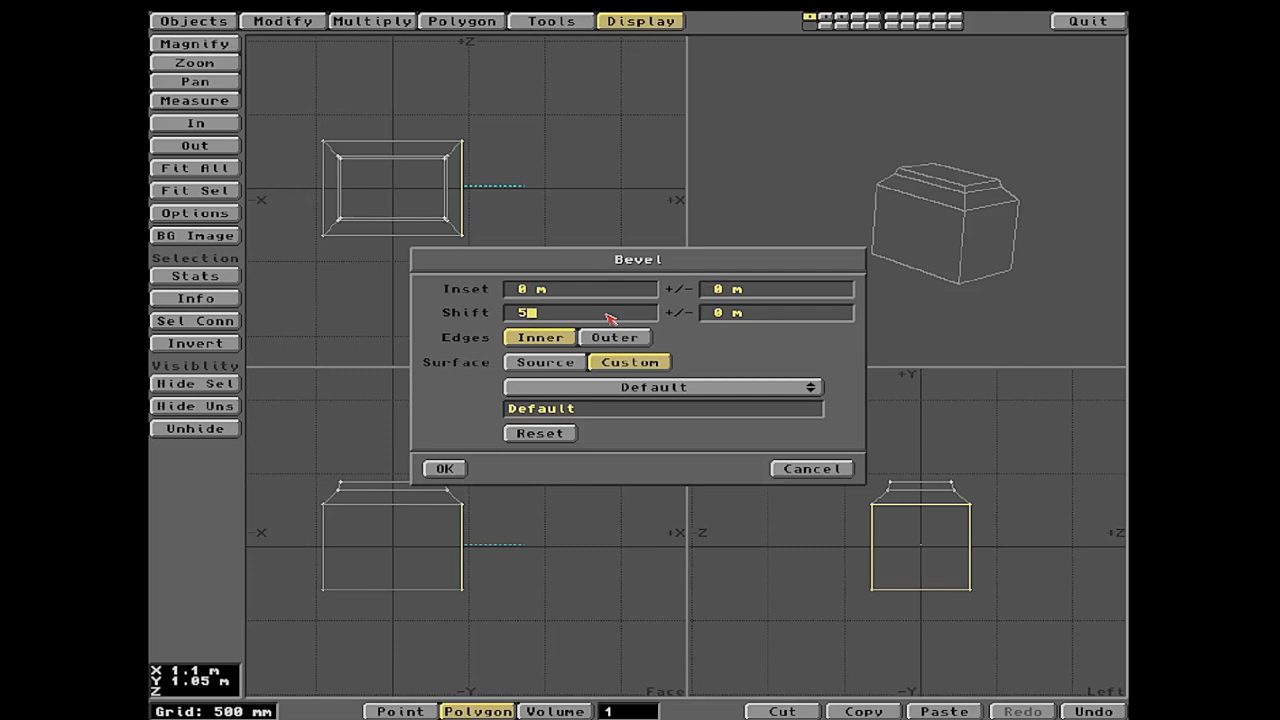 Objects Modify Multiply Polygon Tools Display Quit
Magnify
Zoom
Pan
Measure
In
Out
Fit All
Fit Sel
Options
BG Image
Selection
Stats
Info
Sel Conn
Invert
Visiblity
Hide Sel
Hide Uns
Unhide
+Z
-X +X
Bevel
Inset 0 m +/- 0 m
Shift 5 +/- 0 m
Edges Inner Outer
Surface Source Custom
Default
Default
Reset
OK Cancel
+Y
-X +X -Z +Z
-Y Face -Y Left
X 1.1 m
Y 1.05 m
Z
Grid: 500 mm Point Polygon Volume 1 Cut Copy Paste Redo Undo